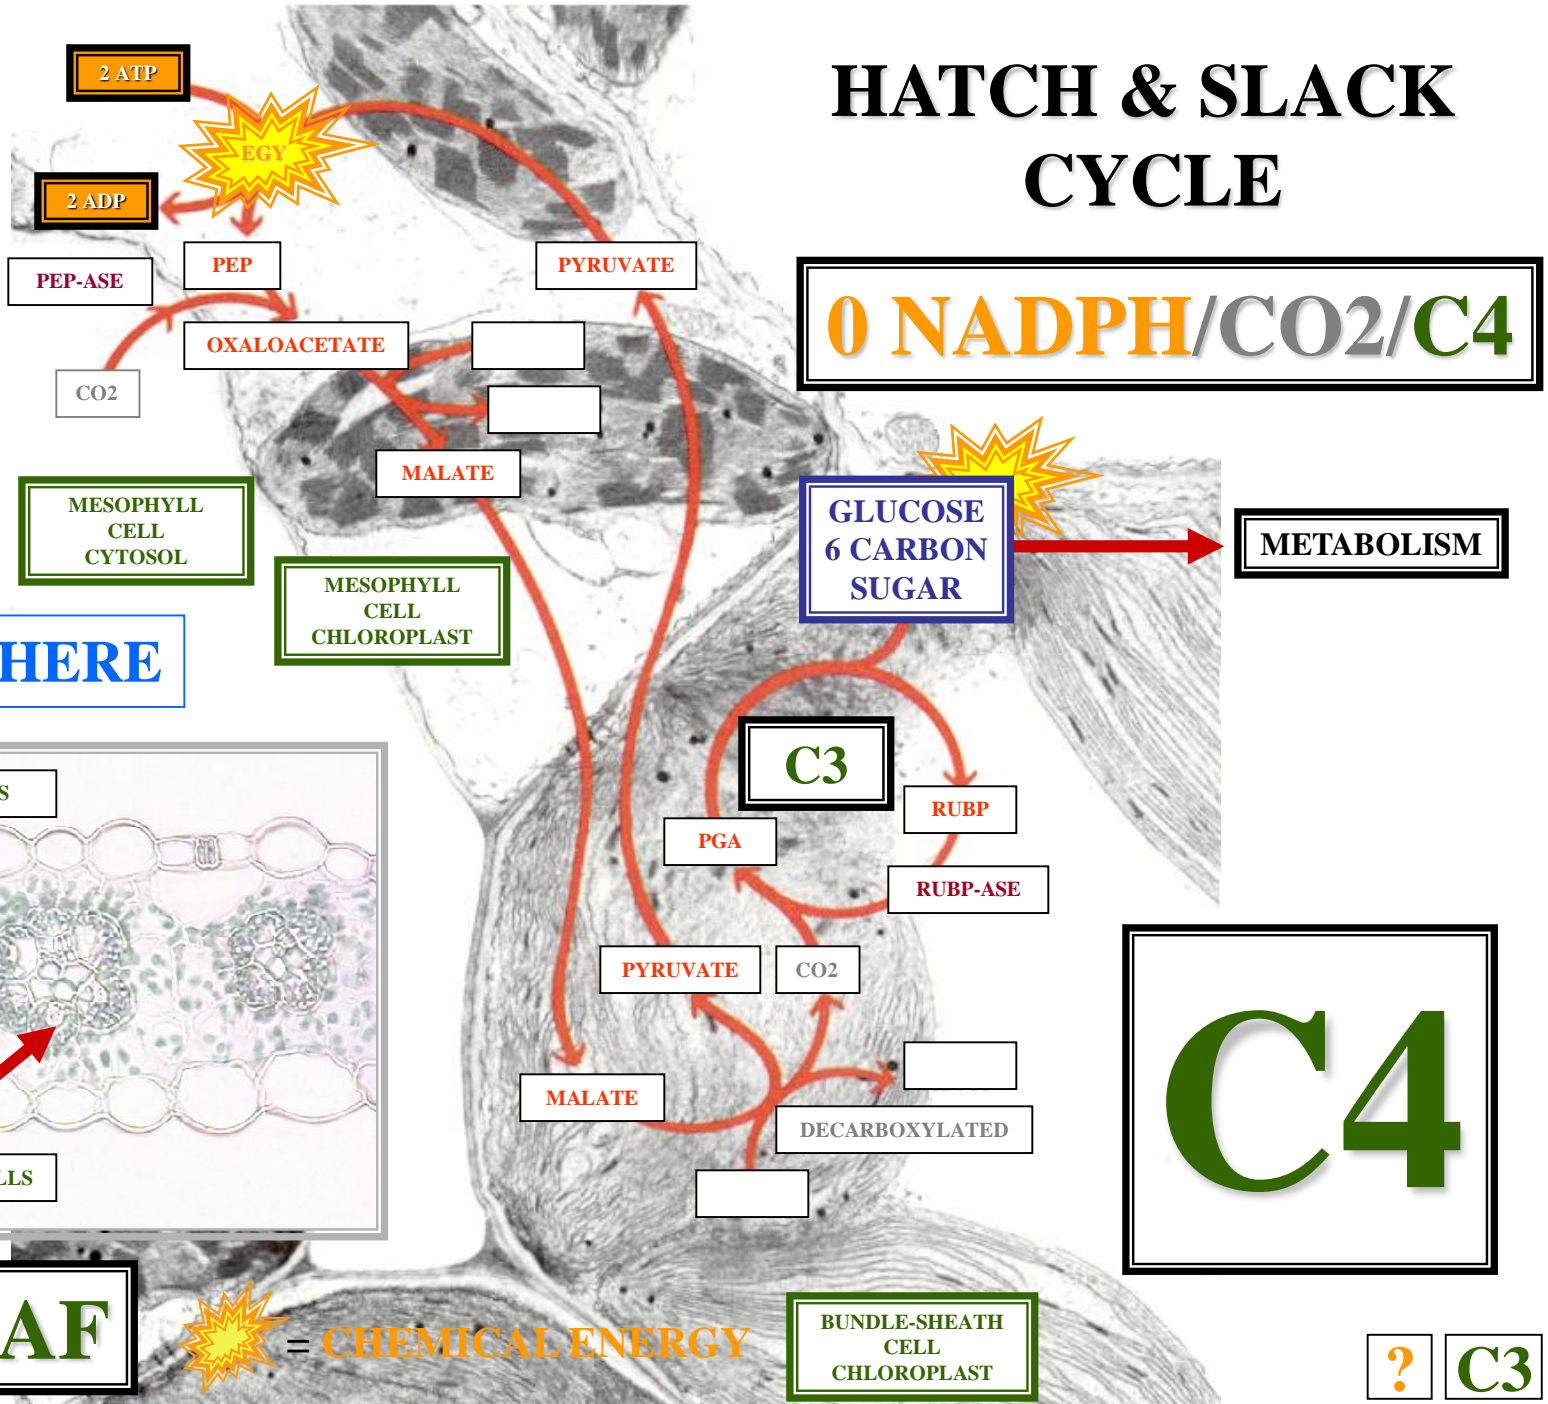 HATCH & SLACK
CYCLE
2 ATP
EGY
2 ADP
PEP-ASE
PEP
PYRUVATE
0 NADPH/CO2/C4
OXALOACETATE
CO2
MALATE
MESOPHYLL
CELL
CYTOSOL
GLUCOSE
6 CARBON
SUGAR
METABOLISM
MESOPHYLL
CELL
CHLOROPLAST
HERE
C3
S
RUBP
PGA
RUBP-ASE
PYRUVATE
CO2
C4
MALATE
DECARBOXYLATED
LLS
AF
= CHEMICAL ENERGY
BUNDLE-SHEATH
CELL
CHLOROPLAST
?
C3